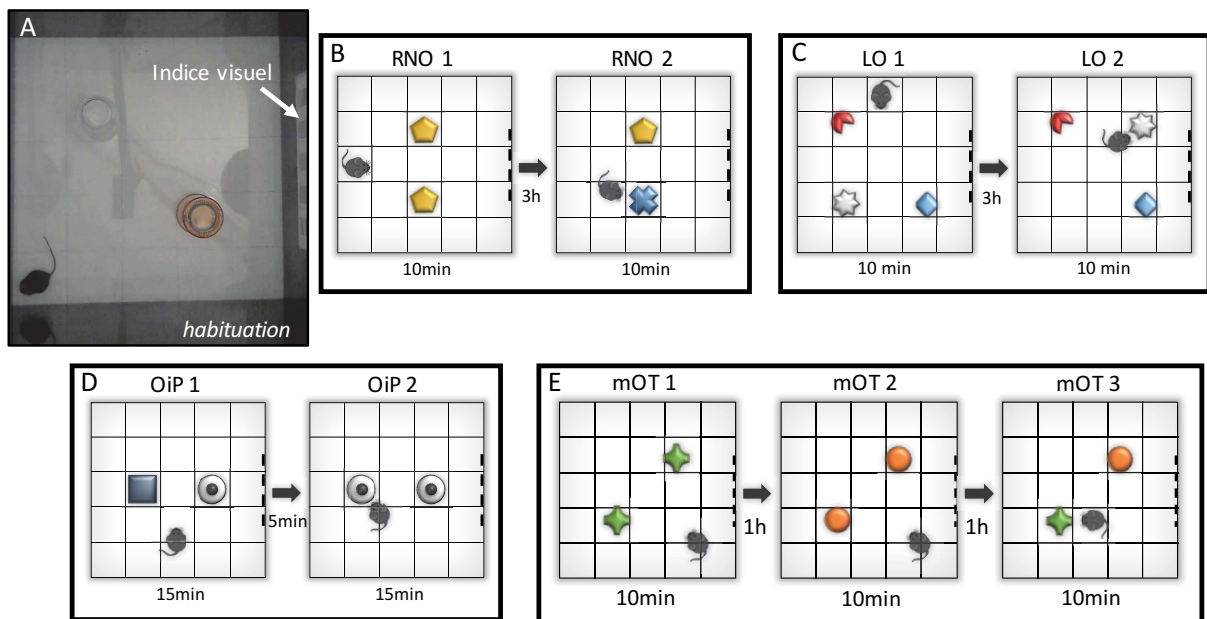 A
Indice visuel
habituation
B
RNO 1
RNO 2
3h
10min
10min
C
LO 1
LO 2
3h
10 min
10 min
D
OiP 1
OiP 2
5min
15min
15min
E
mOT 1
mOT 2
mOT 3
1h
1h
10min
10min
10min